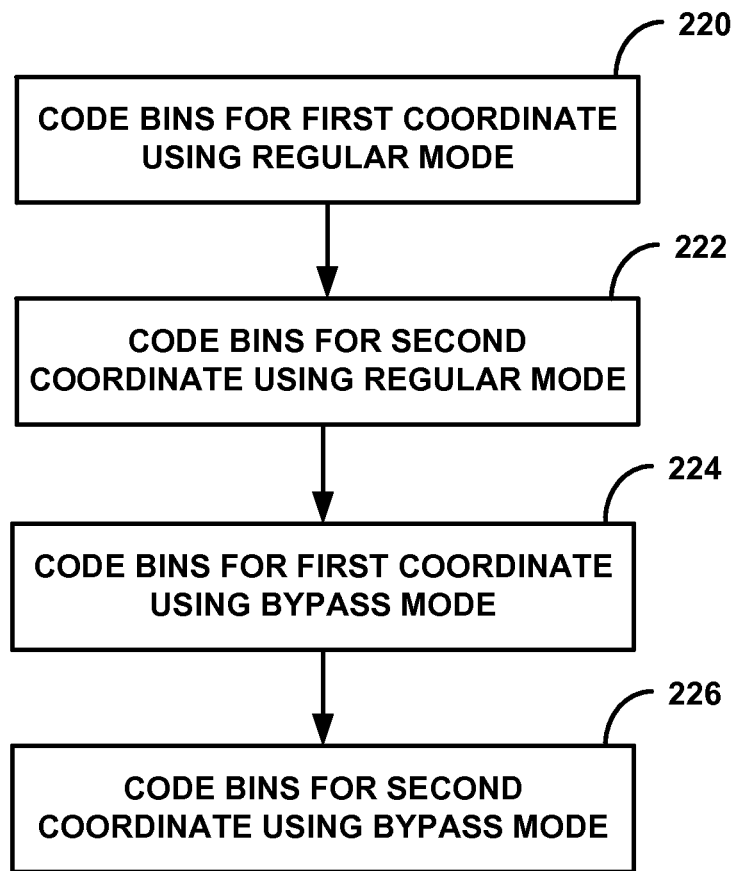 220
CODE BINS FOR FIRST COORDINATE
USING REGULAR MODE
222
CODE BINS FOR SECOND
COORDINATE USING REGULAR MODE
224
CODE BINS FOR FIRST COORDINATE
USING BYPASS MODE
226
CODE BINS FOR SECOND
COORDINATE USING BYPASS MODE